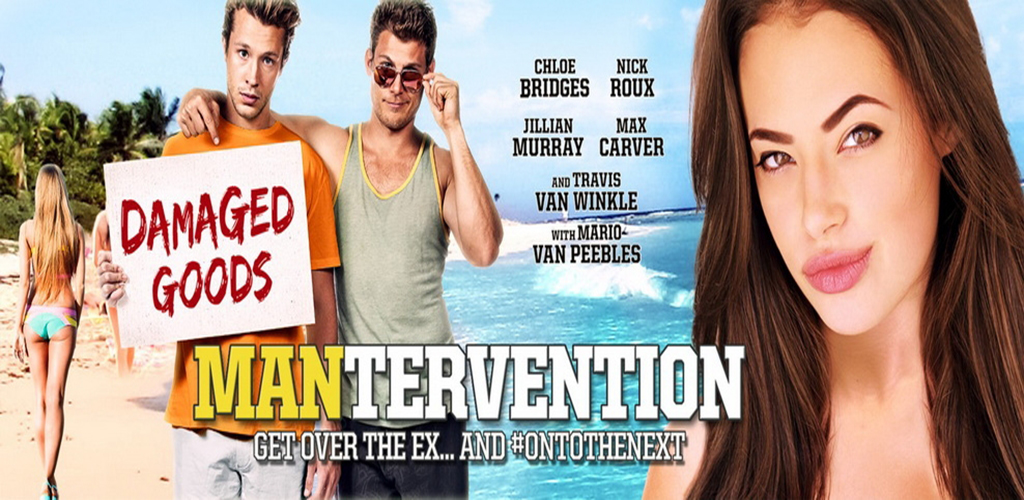 DAMAGED
GOODS
CHLOE
BRIDGES
NICK
ROUX
JILLIAN
MURRAY
MAX
CARVER
AND TRAVIS
VAN WINKLE
WITH MARIO
VAN PEEBLES
MANTERVENTION
GET OVER THE EX... AND #ONTOTHENEXT